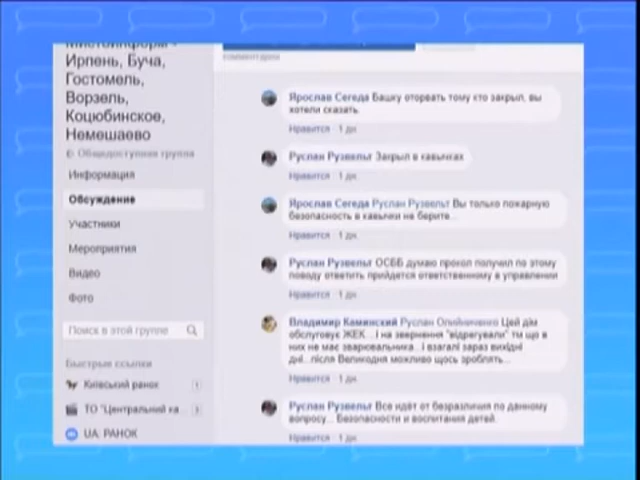 Ирпень, Буча,
Гостомель,
Ворзель,
Коцюбинское,
Немешаево
Общедоступная группа
Информация
Обсуждение
Участники
Мероприятия
Видео
Фото
Поиск в этой группе
Быстрые ссылки
Київський ранок 1
ТО "Центральний ка...
UA: РАНОК
Ярослав Сегеда Башку оторвать тому кто закрыл, вы
хотели сказать.
Нравится · 1 дн.
Руслан Рузвельт Закрыл в кавычках
Нравится · 1 дн.
Ярослав Сегеда Руслан Рузвельт Вы только пожарную
безопасность в кавычки не берите...
Нравится · 1 дн.
Руслан Рузвельт ОСББ думаю прокол получил по этому
поводу ответить прийдется ответственному в управлении
Нравится · 1 дн.
Владимир Каминский Руслан Цей дім
обслуговує ЖЕК...І на звернення "відрегували" тм що в
них не має зварювальника...І взагалі зараз вихідні
дні...після Великодня можливо щось зроблять...
Нравится · 1 дн.
Руслан Рузвельт Все идёт от безразличия по данному
вопросу... Безопасности и воспитания детей.
Нравится · 1 дн.